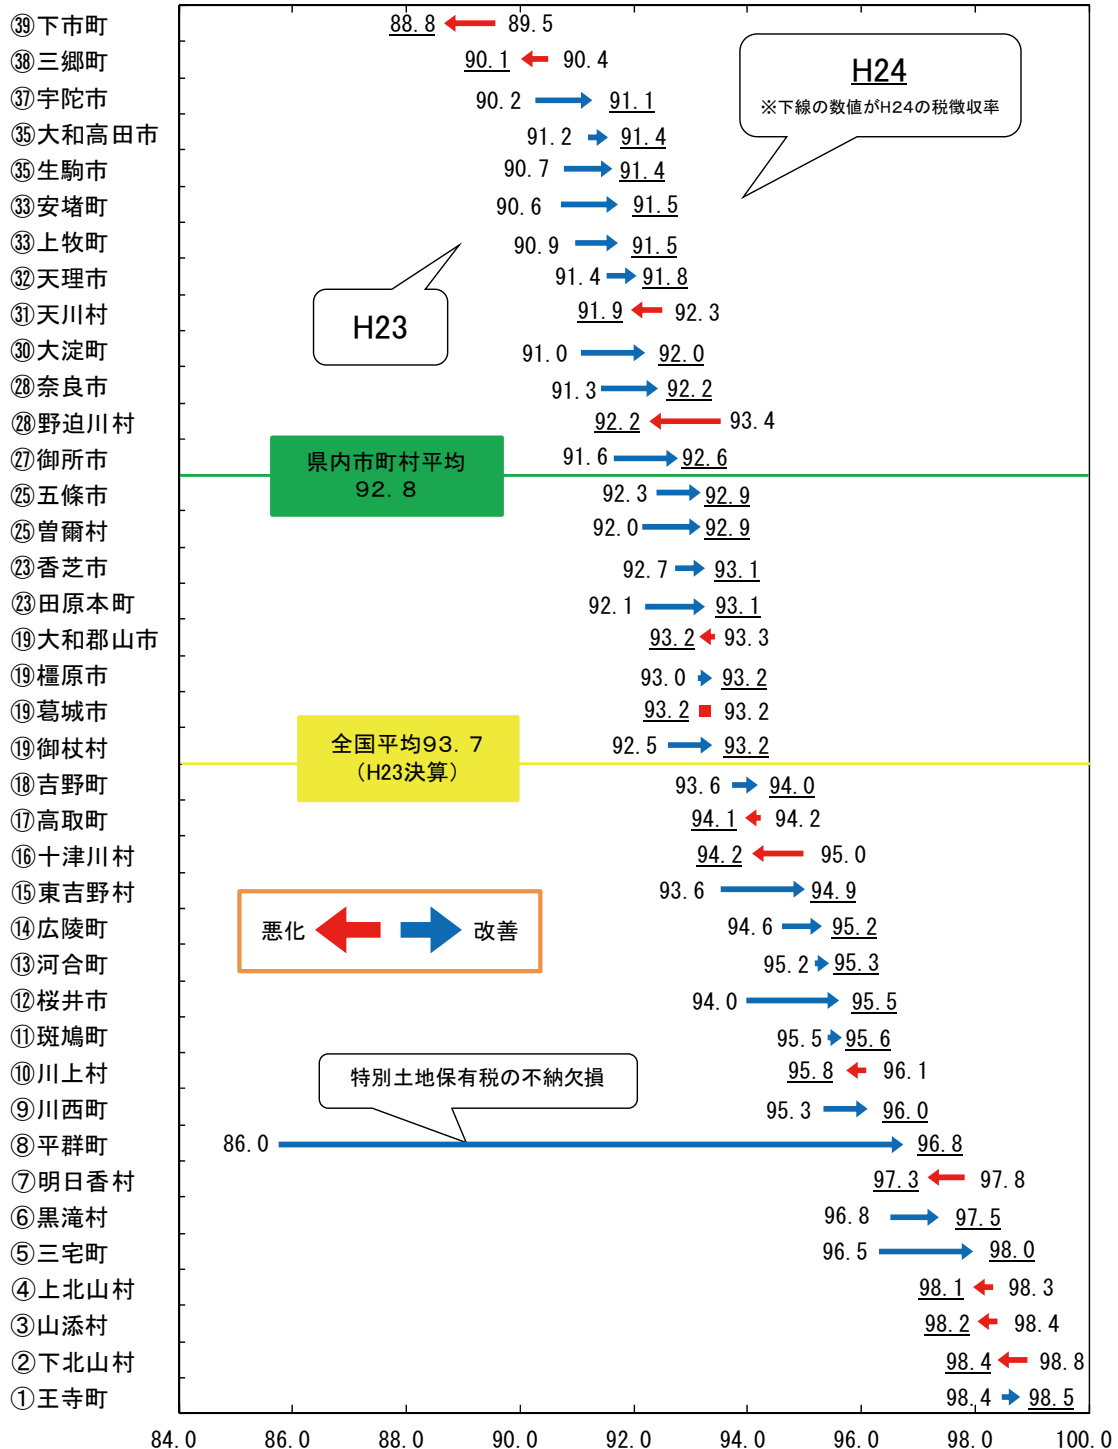 ㊴下市町 88.8 89.5
㊳三郷町 90.1 90.4
㊲宇陀市 90.2 91.1
㉟大和高田市 91.2 91.4
㉟生駒市 90.7 91.4
㉝安堵町 90.6 91.5
㉝上牧町 90.9 91.5
㉜天理市 91.4 91.8
㉛天川村 91.9 92.3
㉚大淀町 91.0 92.0
㉘奈良市 91.3 92.2
㉘野迫川村 92.2 93.4
㉗御所市 91.6 92.6
㉕五條市 92.3 92.9
㉕曽爾村 92.0 92.9
㉓香芝市 92.7 93.1
㉓田原本町 92.1 93.1
⑲大和郡山市 93.2 93.3
⑲橿原市 93.0 93.2
⑲葛城市 93.2 93.2
⑲御杖村 92.5 93.2
⑱吉野町 93.6 94.0
⑰高取町 94.1 94.2
⑯十津川村 94.2 95.0
⑮東吉野村 93.6 94.9
⑭広陵町 94.6 95.2
⑬河合町 95.2 95.3
⑫桜井市 94.0 95.5
⑪斑鳩町 95.5 95.6
⑩川上村 95.8 96.1
⑨川西町 95.3 96.0
⑧平群町 86.0 96.8
⑦明日香村 97.3 97.8
⑥黒滝村 96.8 97.5
⑤三宅町 96.5 98.0
④上北山村 98.1 98.3
③山添村 98.2 98.4
②下北山村 98.4 98.8
①王寺町 98.4 98.5
84.0 86.0 88.0 90.0 92.0 94.0 96.0 98.0 100.0
H24
※下線の数値がH24の税徴収率
H23
県内市町村平均
92.8
全国平均93.7
（H23決算）
悪化 改善
特別土地保有税の不納欠損